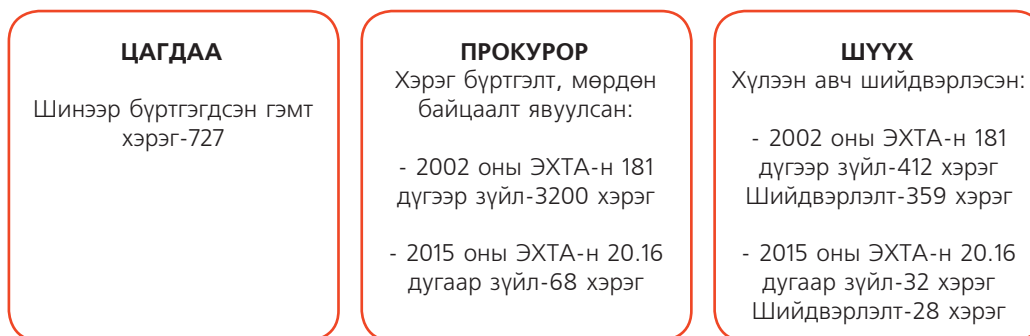 ЦАГДАА
Шинээр бүртгэгдсэн гэмт
хэрэг-727
ПРОКУРОР
Хэрэг бүртгэлт, мөрдөн
байцаалт явуулсан:
- 2002 оны ЭХТА-н 181
дүгээр зүйл-3200 хэрэг
- 2015 оны ЭХТА-н 20.16
дугаар зүйл-68 хэрэг
ШҮҮХ
Хүлээн авч шийдвэрлэсэн:
- 2002 оны ЭХТА-н 181
дүгээр зүйл-412 хэрэг
Шийдвэрлэлт-359 хэрэг
- 2015 оны ЭХТА-н 20.16
дугаар зүйл-32 хэрэг
Шийдвэрлэлт-28 хэрэг